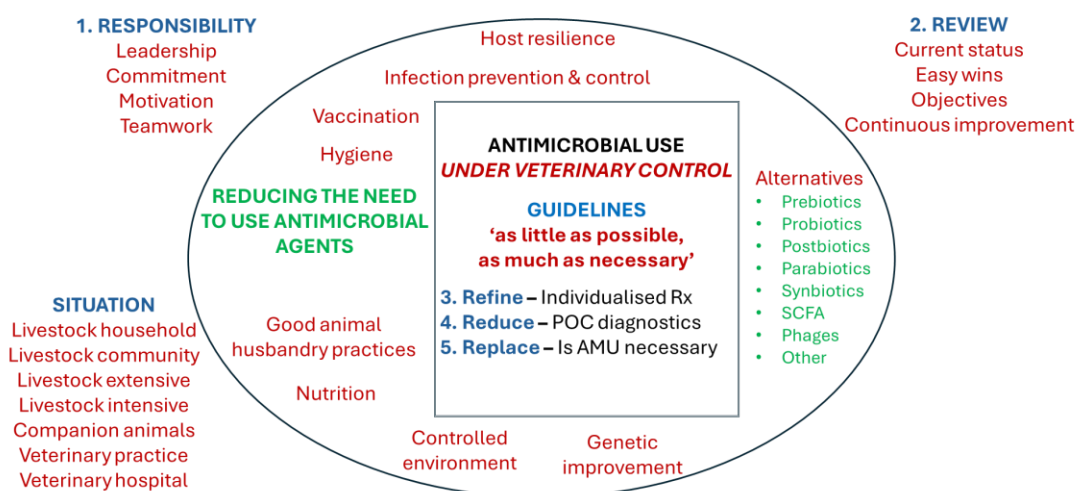 1. RESPONSIBILITY
Leadership
Commitment
Motivation
Teamwork
Host resilience
Infection prevention & control
Vaccination
Hygiene
REDUCING THE NEED
TO USE ANTIMICROBIAL
AGENTS
2. REVIEW
Current status
Easy wins
Objectives
Continuous improvement
ANTIMICROBIAL USE
UNDER VETERINARY CONTROL
GUIDELINES
‘as little as possible,
as much as necessary’
3. Refine – Individualised Rx
4. Reduce – POC diagnostics
5. Replace – Is AMU necessary
Alternatives
• Prebiotics
• Probiotics
• Postbiotics
• Parabiotics
• Synbiotics
• SCFA
• Phages
• Other
SITUATION
Livestock household
Livestock community
Livestock extensive
Livestock intensive
Companion animals
Veterinary practice
Veterinary hospital
Good animal
husbandry practices
Nutrition
Controlled
environment
Genetic
improvement